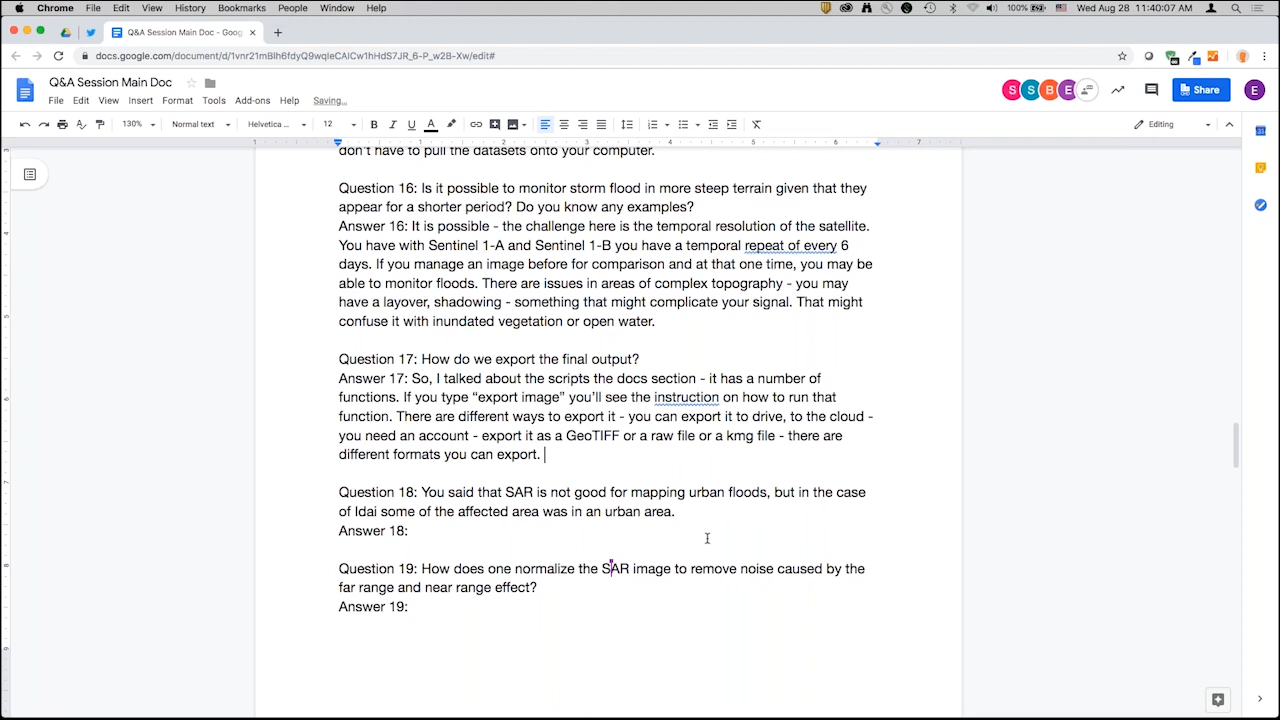 Chrome File Edit View History Bookmarks People Window Help 100% Wed Aug 28 11:40:07 AM
Q&A Session Main Doc - Goog
docs.google.com/document/d/1vnr21mBlh6fdyQ9wqIeCAlCw1hHdS7JR_6-P_w2B-Xw/edit#
Q&A Session Main Doc
File Edit View Insert Format Tools Add-ons Help Saving...
S S B E Share E
130% Normal text Helvetica ... 12 B I U A Editing
1 1 2 3 4 5 6 7
don't have to pull the datasets onto your computer.
Question 16: Is it possible to monitor storm flood in more steep terrain given that they
appear for a shorter period? Do you know any examples?
Answer 16: It is possible - the challenge here is the temporal resolution of the satellite.
You have with Sentinel 1-A and Sentinel 1-B you have a temporal repeat of every 6
days. If you manage an image before for comparison and at that one time, you may be
able to monitor floods. There are issues in areas of complex topography - you may
have a layover, shadowing - something that might complicate your signal. That might
confuse it with inundated vegetation or open water.
Question 17: How do we export the final output?
Answer 17: So, I talked about the scripts the docs section - it has a number of
functions. If you type “export image” you’ll see the instruction on how to run that
function. There are different ways to export it - you can export it to drive, to the cloud -
you need an account - export it as a GeoTIFF or a raw file or a kmg file - there are
different formats you can export.
Question 18: You said that SAR is not good for mapping urban floods, but in the case
of Idai some of the affected area was in an urban area.
Answer 18:
Question 19: How does one normalize the SAR image to remove noise caused by the
far range and near range effect?
Answer 19: